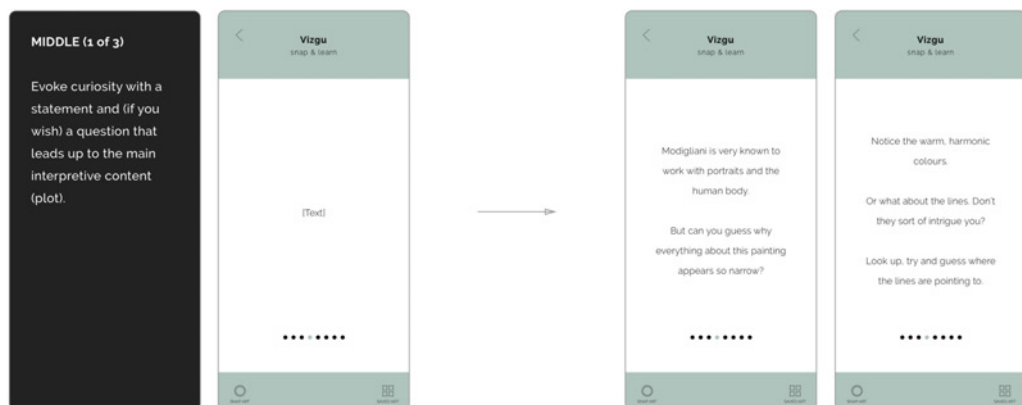 MIDDLE (1 of 3)
Evoke curiosity with a
statement and (if you
wish) a question that
leads up to the main
interpretive content
(plot).
Vizgu
snap & learn
(Text)
Vizgu
snap & learn
Modigliani is very known to
work with portraits and the
human body.
But can you guess why
everything about this painting
appears so narrow?
Vizgu
snap & learn
Notice the warm, harmonic
colours.
Or what about the lines. Don't
they sort of intrigue you?
Look up, try and guess where
the lines are pointing to.